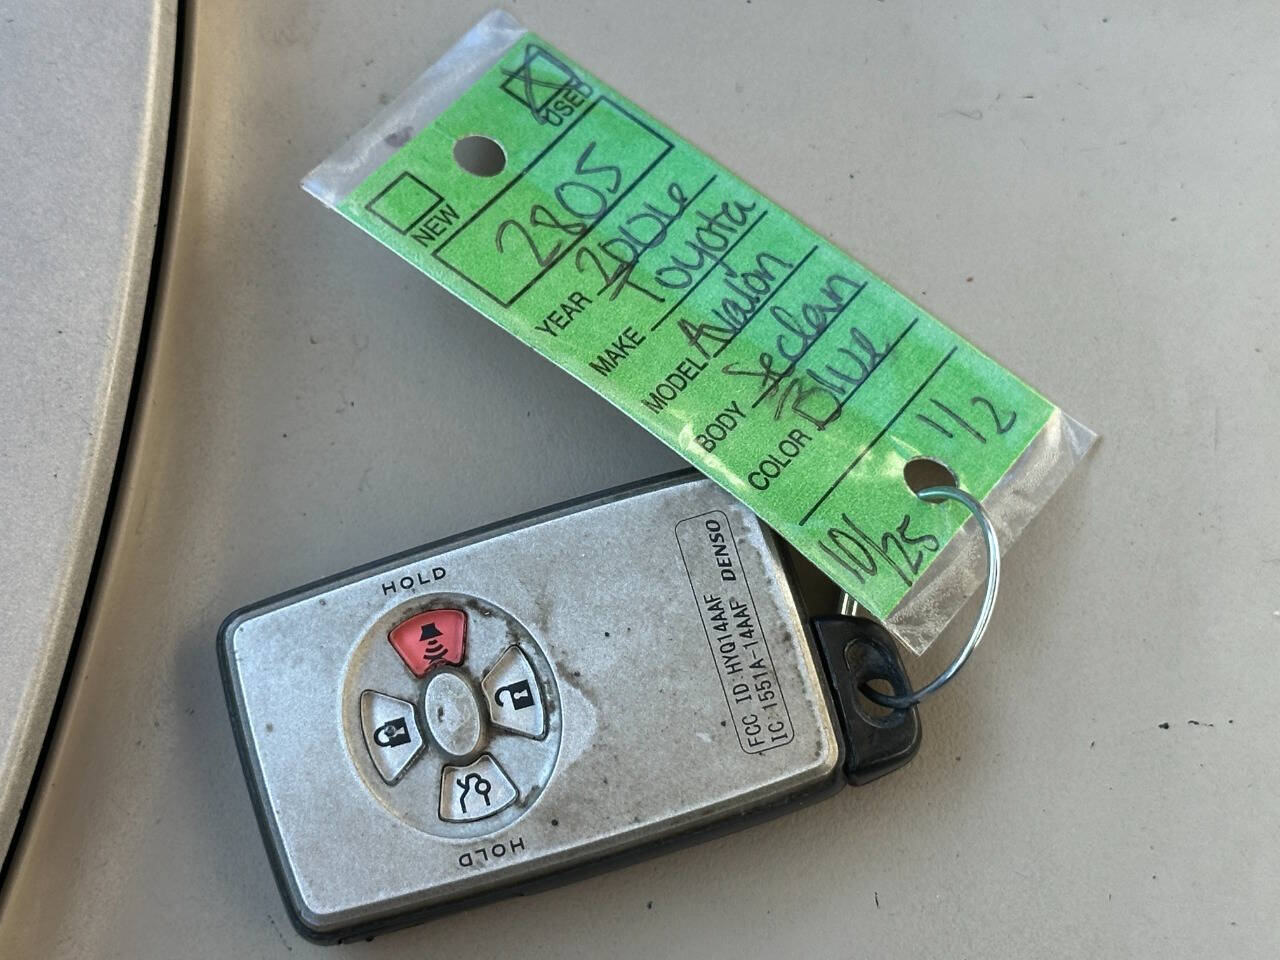 NEW
USED
2805
YEAR 2006
MAKE Toyota
MODEL Avalon
BODY Sedan
COLOR Blue
10/25
1/2
HOLD
HOLD
FCC ID:HYQ14AAF
IC:1551A-14AAF DENSO